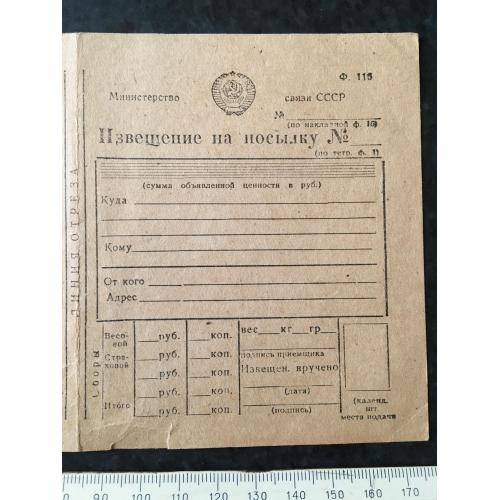 Ф. 115
Министерство связи СССР
№
(по накладной ф. 16)
Извещение на посылку №
(по тетр. ф. 1)
(сумма объявленной ценности в руб.)
Куда
Кому
От кого
Адрес
ЛИНИЯ ОТРЕЗА
Сборы
Весовой руб. коп.
Страховой руб. коп.
руб. коп.
руб. коп.
Итого руб. коп.
вес кг гр
подпись приемщика
Извещен. вручено
(дата)
(подпись)
(календ.
шт.
места подачи
80 90 100 110 120 130 140 150 160 170